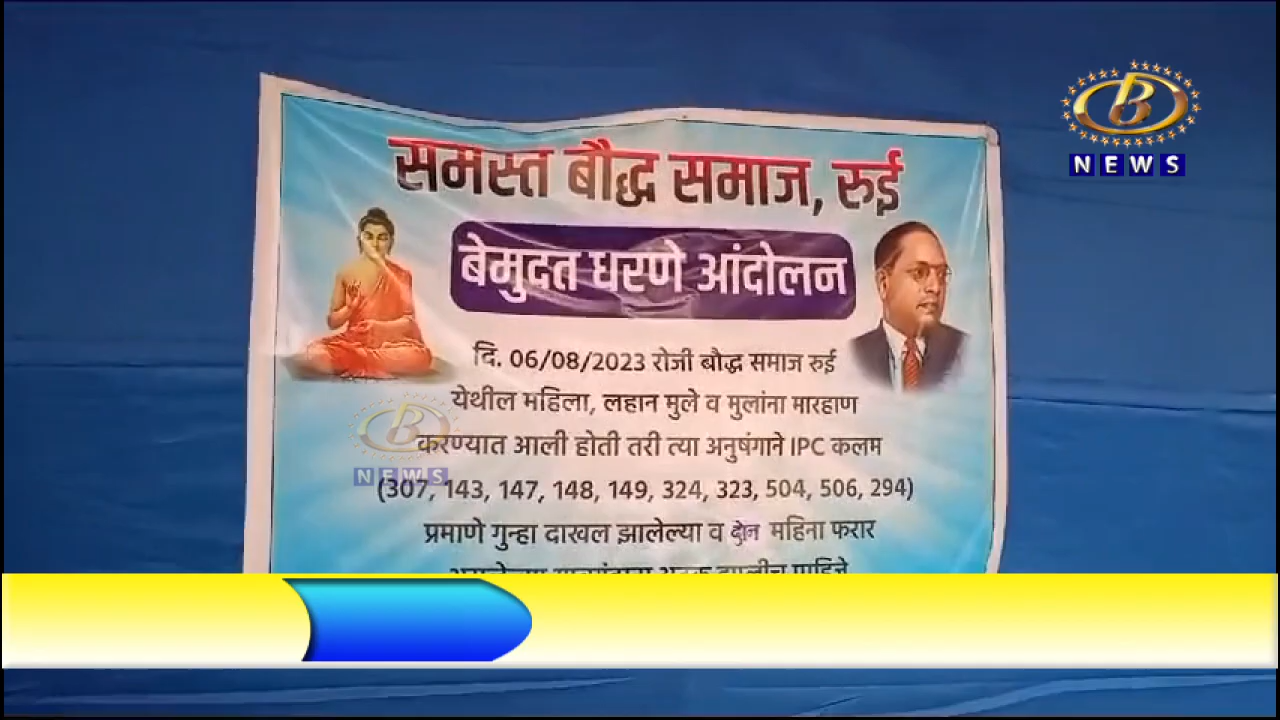 B
NEWS
समस्त बौद्ध समाज, रुई
बेमुदत धरणे आंदोलन
दि. 06/08/2023 रोजी बौद्ध समाज रुई
येथील महिला, लहान मुले व मुलांना मारहाण
करण्यात आली होती तरी त्या अनुषंगाने IPC कलम
(307, 143, 147, 148, 149, 324, 323, 504, 506, 294)
प्रमाणे गुन्हा दाखल झालेल्या व दोन महिना फरार
B
NEWS